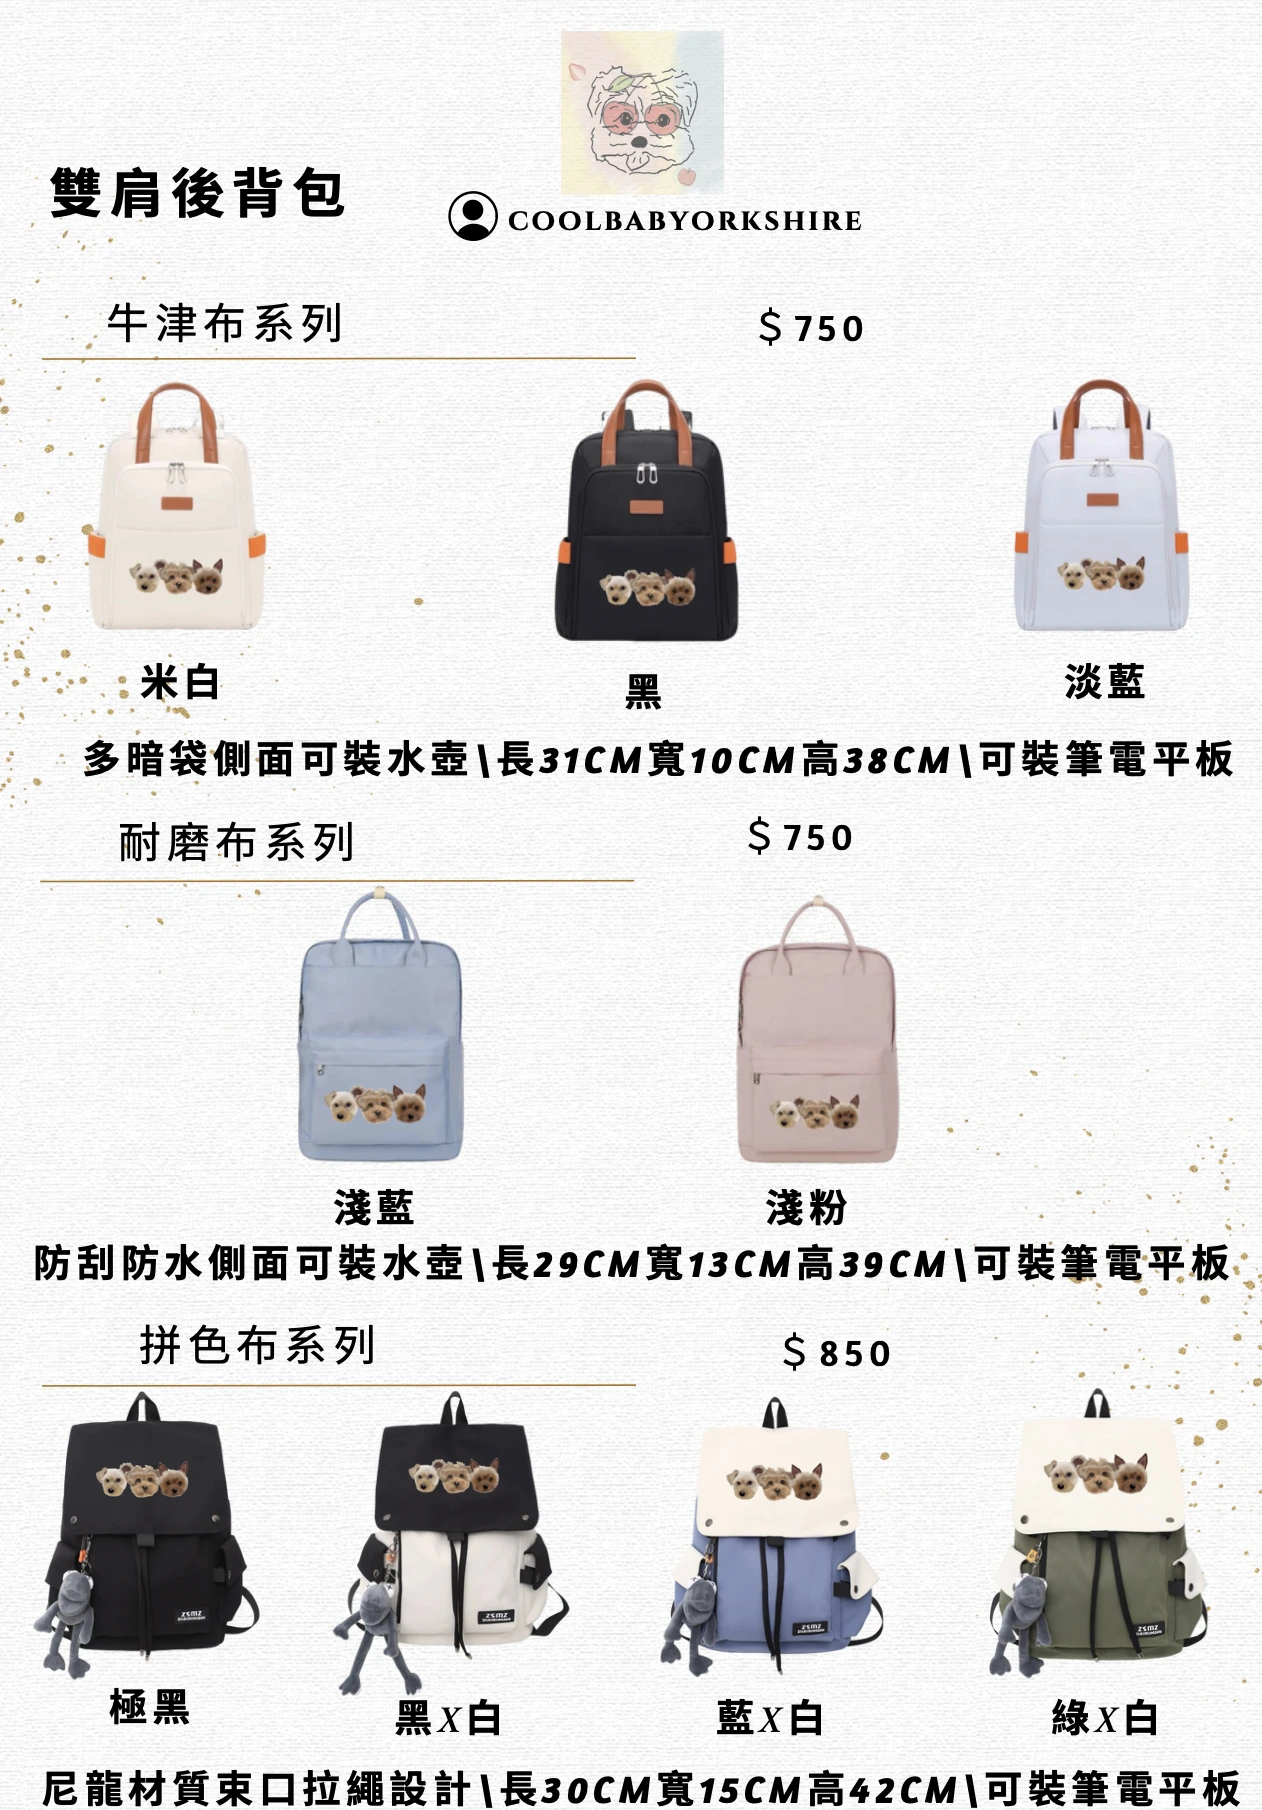 雙肩後背包
COOLBABYORKSHIRE
牛津布系列
$750
米白
黑
淡藍
多暗袋側面可裝水壺\長31CM寬10CM高38CM\可裝筆電平板
耐磨布系列
$750
淺藍
淺粉
防刮防水側面可裝水壺\長29CM寬13CM高39CM\可裝筆電平板
拼色布系列
$850
ZSMZ
ZSMZ
ZSMZ
ZSMZ
極黑
黑X白
藍X白
綠X白
尼龍材質束口拉繩設計\長30CM寬15CM高42CM\可裝筆電平板